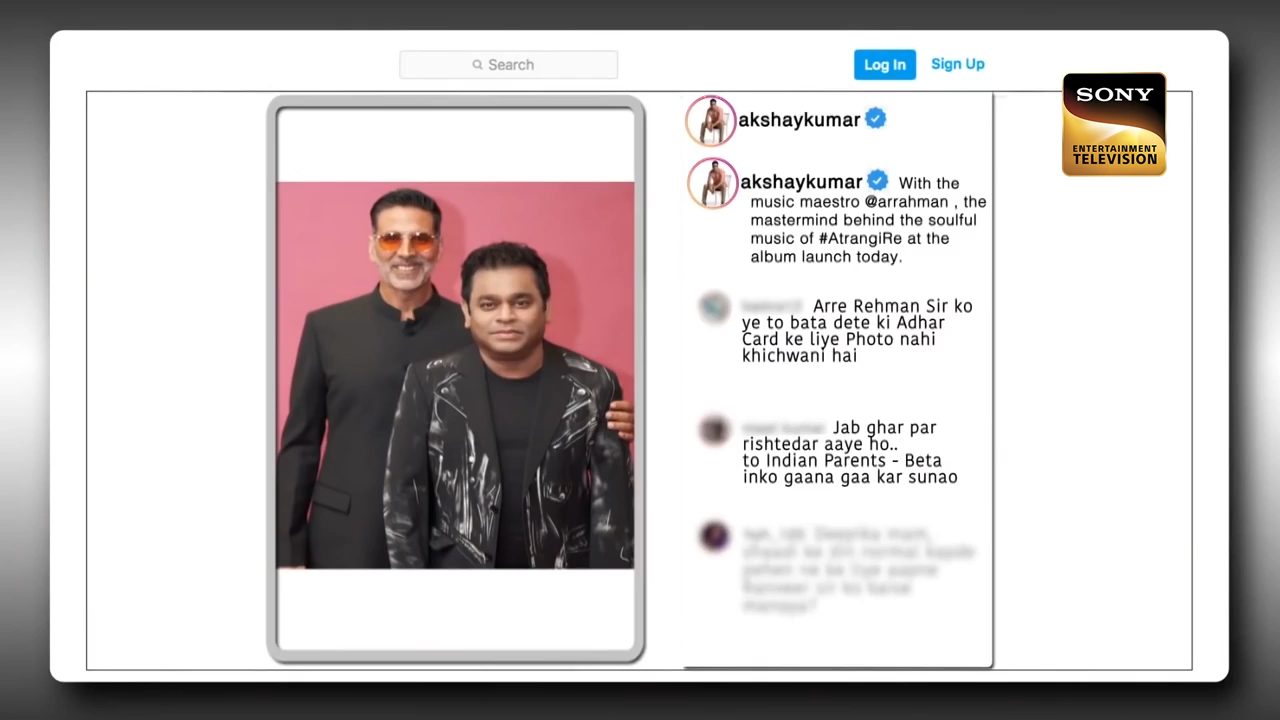 Search
Log In
Sign Up
SONY
ENTERTAINMENT
TELEVISION
akshaykumar
akshaykumar With the
music maestro @arrahman , the
mastermind behind the soulful
music of #AtrangiRe at the
album launch today.
Arre Rehman Sir ko
ye to bata dete ki Adhar
Card ke liye Photo nahi
khichwani hai
Jab ghar par
rishtedar aaye ho..
to Indian Parents - Beta
inko gaana gaa kar sunao